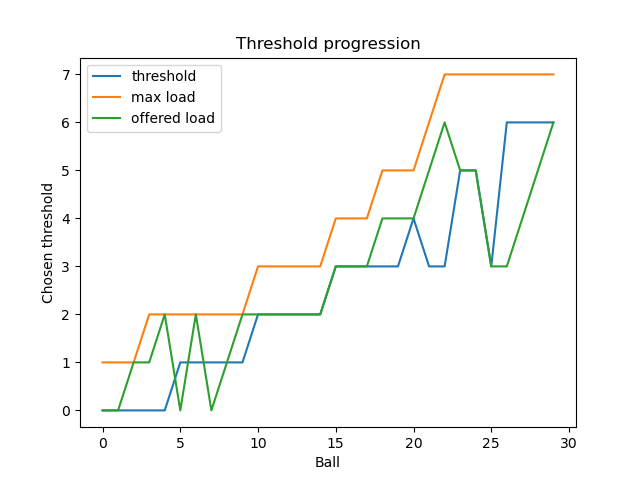 Threshold progression
threshold
max load
offered load
Chosen threshold
7
6
5
4
3
2
1
0
0 5 10 15 20 25 30
Ball